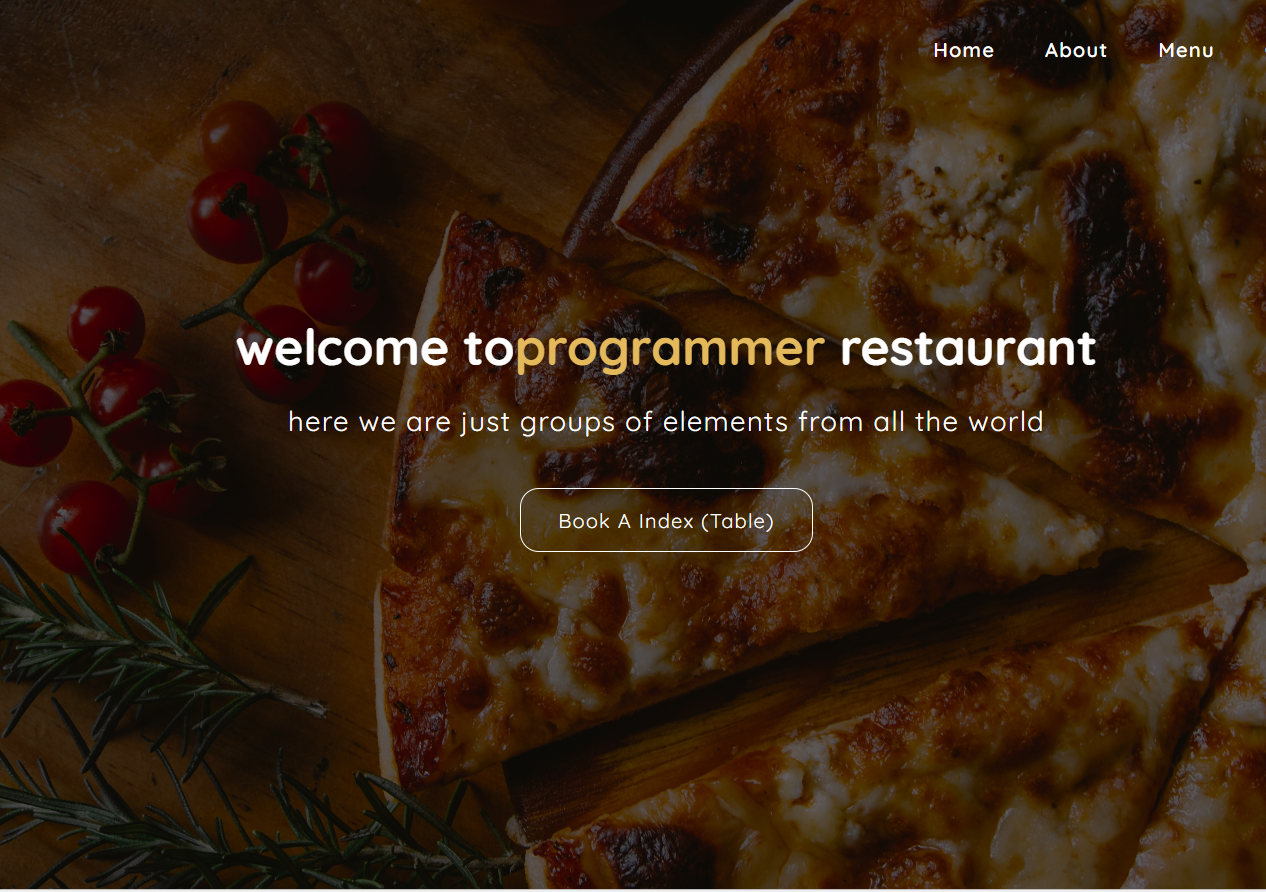 Home About Menu
welcome toprogrammer restaurant
here we are just groups of elements from all the world
Book A Index (Table)